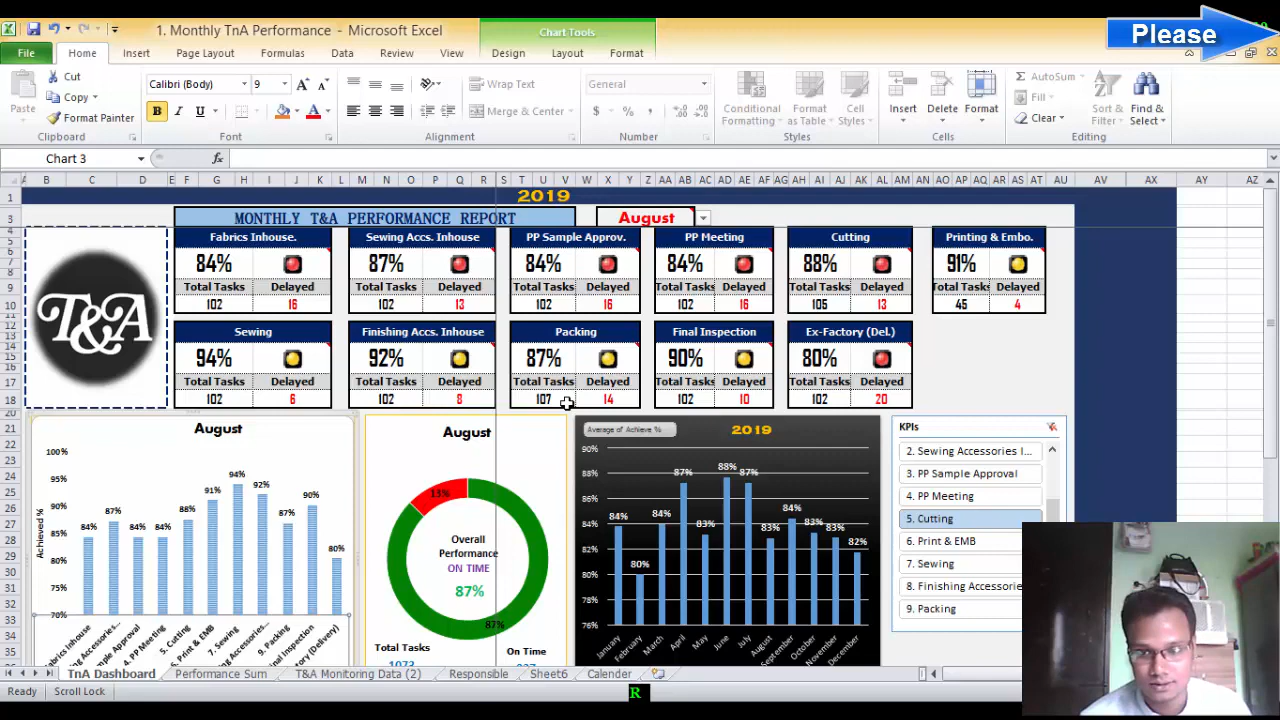 1. Monthly TnA Performance - Microsoft Excel
Chart Tools
Please
File Home Insert Page Layout Formulas Data Review View Design Layout Format
Paste
Cut
Copy
Format Painter
Clipboard
Calibri (Body) 9
B I U
Font
Wrap Text
Merge & Center
Alignment
General
$ % ,
Number
Conditional Formatting
Format as Table
Cell Styles
Styles
Insert Delete Format
Cells
Σ AutoSum
Fill
Clear
Sort & Filter
Find & Select
Editing
Chart 3 fx
2019
MONTHLY T&A PERFORMANCE REPORT August
T&A
Fabrics Inhouse. Sewing Accs. Inhouse PP Sample Approv. PP Meeting Cutting Printing & Embo.
84% 87% 84% 84% 88% 91%
Total Tasks Delayed Total Tasks Delayed Total Tasks Delayed Total Tasks Delayed Total Tasks Delayed Total Tasks Delayed
102 16 102 13 102 16 102 16 105 13 45 4
Sewing Finishing Accs. Inhouse Packing Final Inspection Ex-Factory (Del.)
94% 92% 87% 90% 80%
Total Tasks Delayed Total Tasks Delayed Total Tasks Delayed Total Tasks Delayed Total Tasks Delayed
102 6 102 8 107 14 102 10 102 20
August
100%
95%
90%
85%
80%
75%
70%
Achieved %
84% 87% 84% 84% 88% 91% 94% 92% 87% 90% 80%
August
13%
Overall
Performance
ON TIME
87%
87%
Total Tasks On Time
1073
Average of Achieve % 2019
90%
88%
86%
84%
82%
80%
78%
76%
84% 80% 84% 87% 83% 88% 87% 83% 84% 83% 83% 82%
January February March April May June July August September October November December
KPIs
2. Sewing Accessories I...
3. PP Sample Approval
4. PP Meeting
5. Cutting
6. Print & EMB
7. Sewing
8. Finishing Accessories
9. Packing
TnA Dashboard Performance Sum T&A Monitoring Data (2) Responsible Sheet6 Calender
Ready Scroll Lock
R